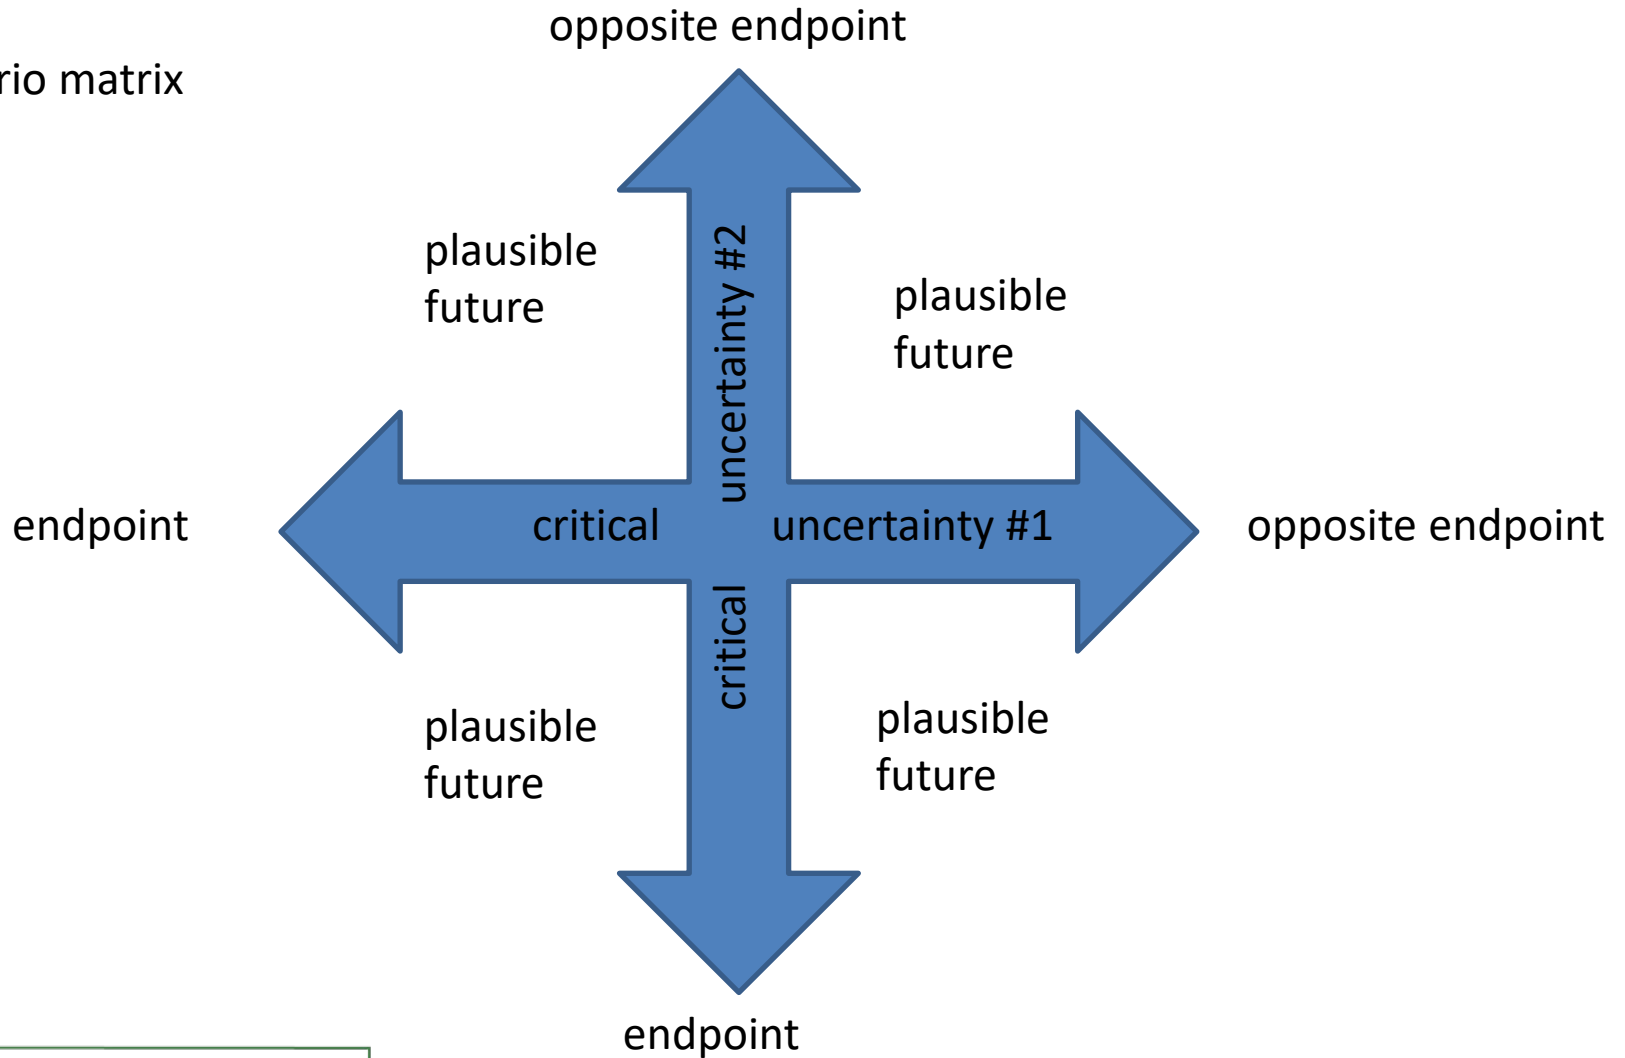 opposite endpoint
rio matrix
plausible
future
uncertainty #2
plausible
future
endpoint
critical uncertainty #1
opposite endpoint
critical
plausible
future
plausible
future
endpoint